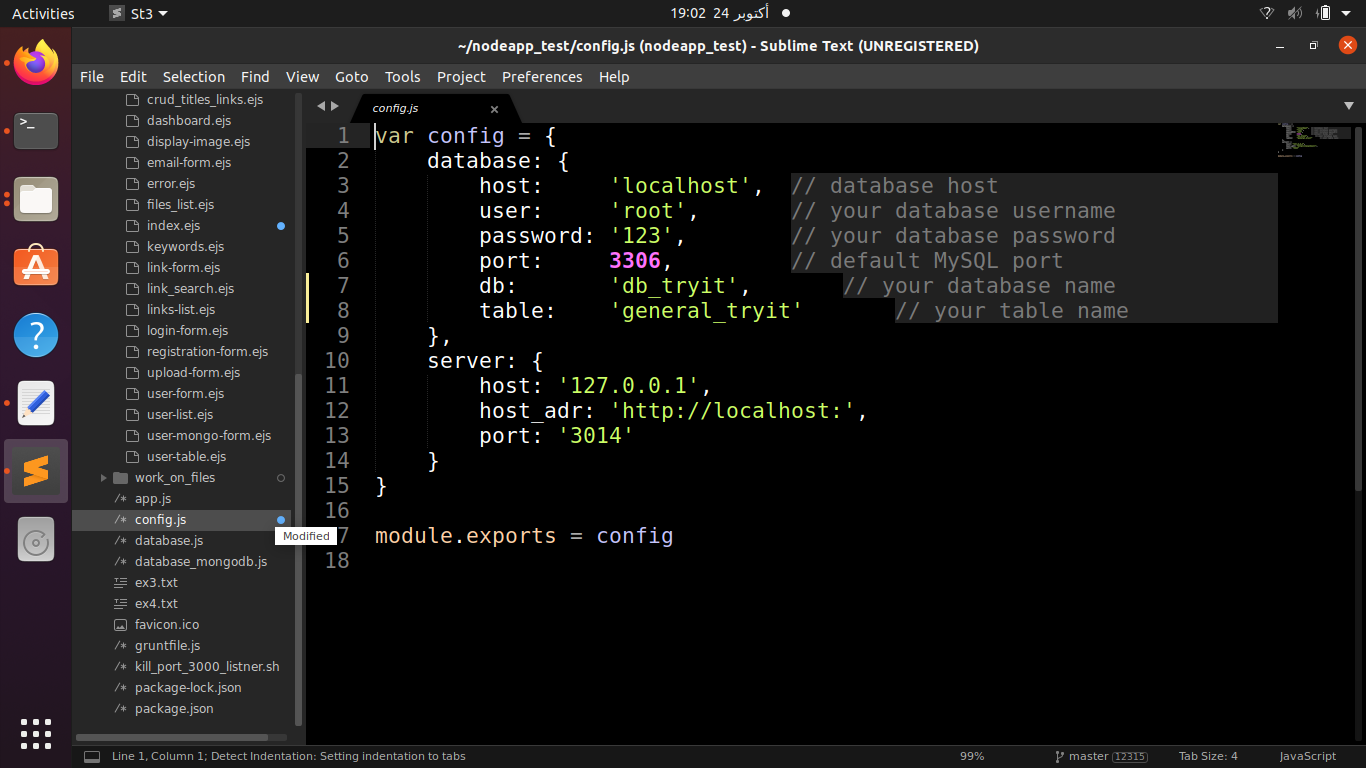 Activities St3 19:02 24 أكتوبر
~/nodeapp_test/config.js (nodeapp_test) - Sublime Text (UNREGISTERED)
File Edit Selection Find View Goto Tools Project Preferences Help
crud_titles_links.ejs
dashboard.ejs
display-image.ejs
email-form.ejs
error.ejs
files_list.ejs
index.ejs
keywords.ejs
link-form.ejs
link_search.ejs
links-list.ejs
login-form.ejs
registration-form.ejs
upload-form.ejs
user-form.ejs
user-list.ejs
user-mongo-form.ejs
user-table.ejs
work_on_files
/* app.js
/* config.js
Modified
/* database.js
/* database_mongodb.js
ex3.txt
ex4.txt
favicon.ico
/* gruntfile.js
/* kill_port_3000_listner.sh
/* package-lock.json
/* package.json
config.js ×
1 var config = {
2     database: {
3         host:     'localhost',  // database host
4         user:     'root',       // your database username
5         password: '123',        // your database password
6         port:     3306,         // default MySQL port
7         db:       'db_tryit',       // your database name
8         table:    'general_tryit'       // your table name
9     },
10     server: {
11         host: '127.0.0.1',
12         host_adr: 'http://localhost:',
13         port: '3014'
14     }
15 }
16
7 module.exports = config
18
Line 1, Column 1; Detect Indentation: Setting indentation to tabs 99% master 12315 Tab Size: 4 JavaScript